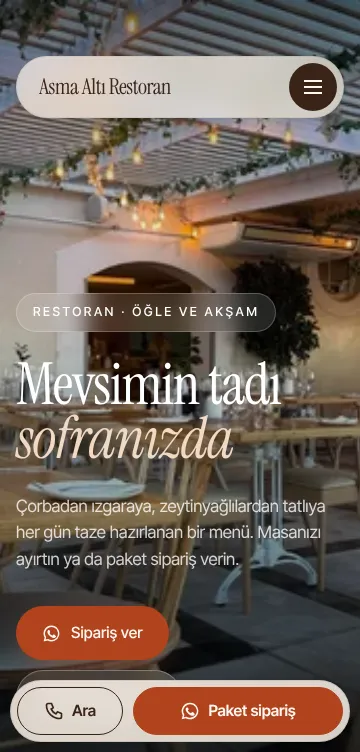 Asma Altı Restoran
RESTORAN · ÖĞLE VE AKŞAM
Mevsimin tadı
sofranızda
Çorbadan ızgaraya, zeytinyağlılardan tatlıya
her gün taze hazırlanan bir menü. Masanızı
ayırtın ya da paket sipariş verin.
Sipariş ver
Ara
Paket sipariş